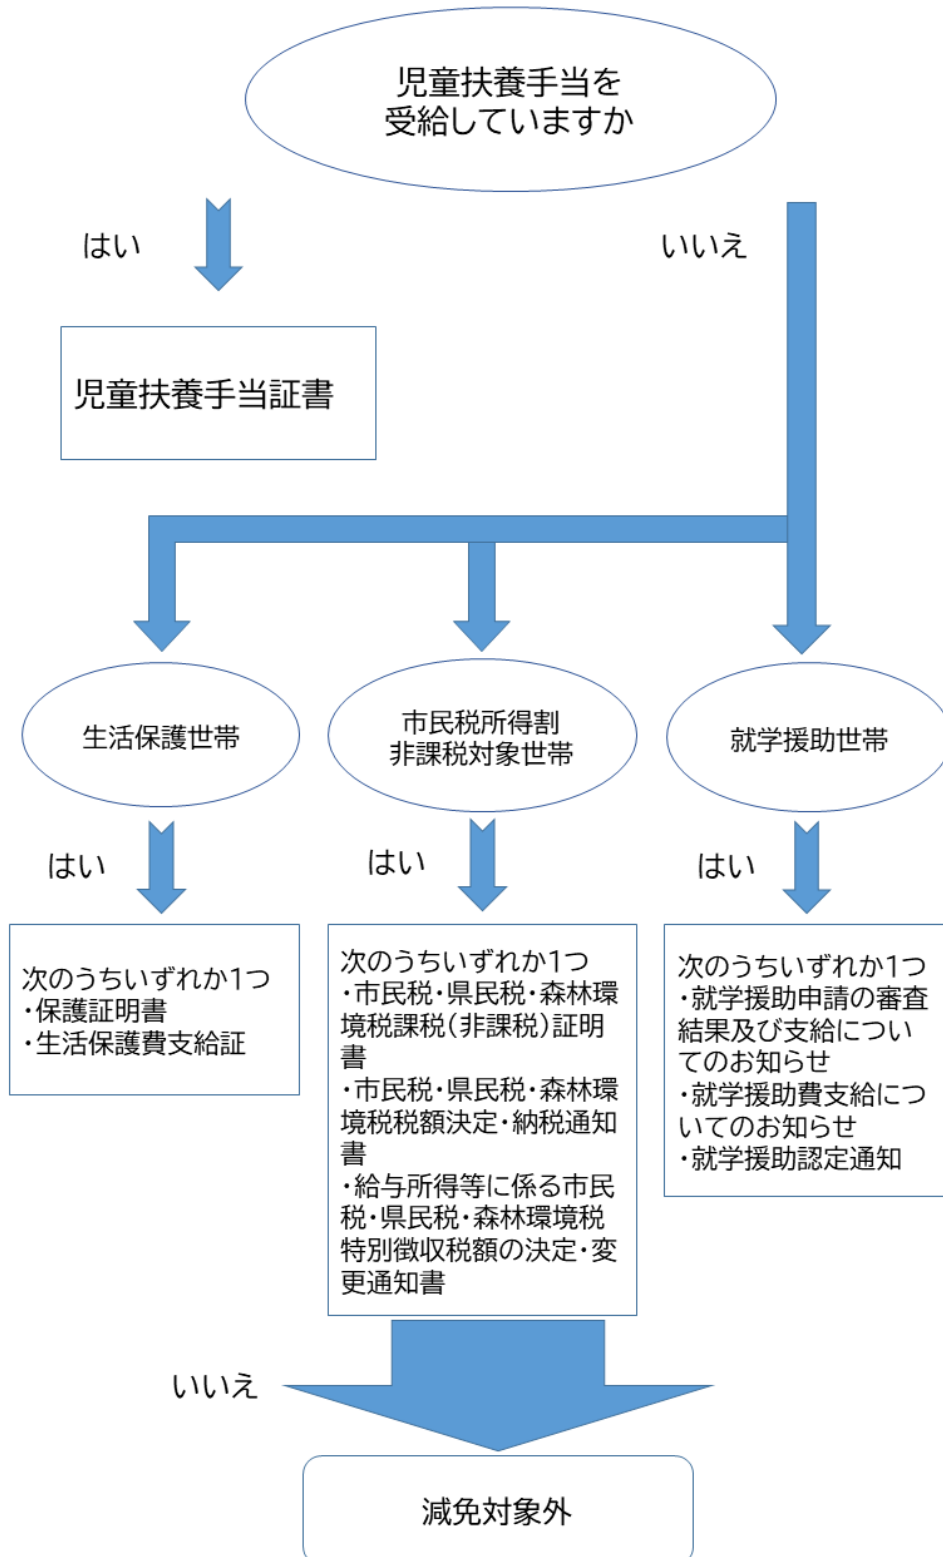 児童扶養手当を
受給していますか
はい
いいえ
児童扶養手当証書
生活保護世帯
市民税所得割
非課税対象世帯
就学援助世帯
はい
はい
はい
次のうちいずれか1つ
・保護証明書
・生活保護費支給証
次のうちいずれか1つ
・市民税・県民税・森林環
境税課税(非課税)証明
書
・市民税・県民税・森林環
境税税額決定・納税通知
書
・給与所得等に係る市民
税・県民税・森林環境税
特別徴収税額の決定・変
更通知書
次のうちいずれか1つ
・就学援助申請の審査
結果及び支給について
てのお知らせ
・就学援助費支給につ
いてのお知らせ
・就学援助認定通知
いいえ
減免対象外